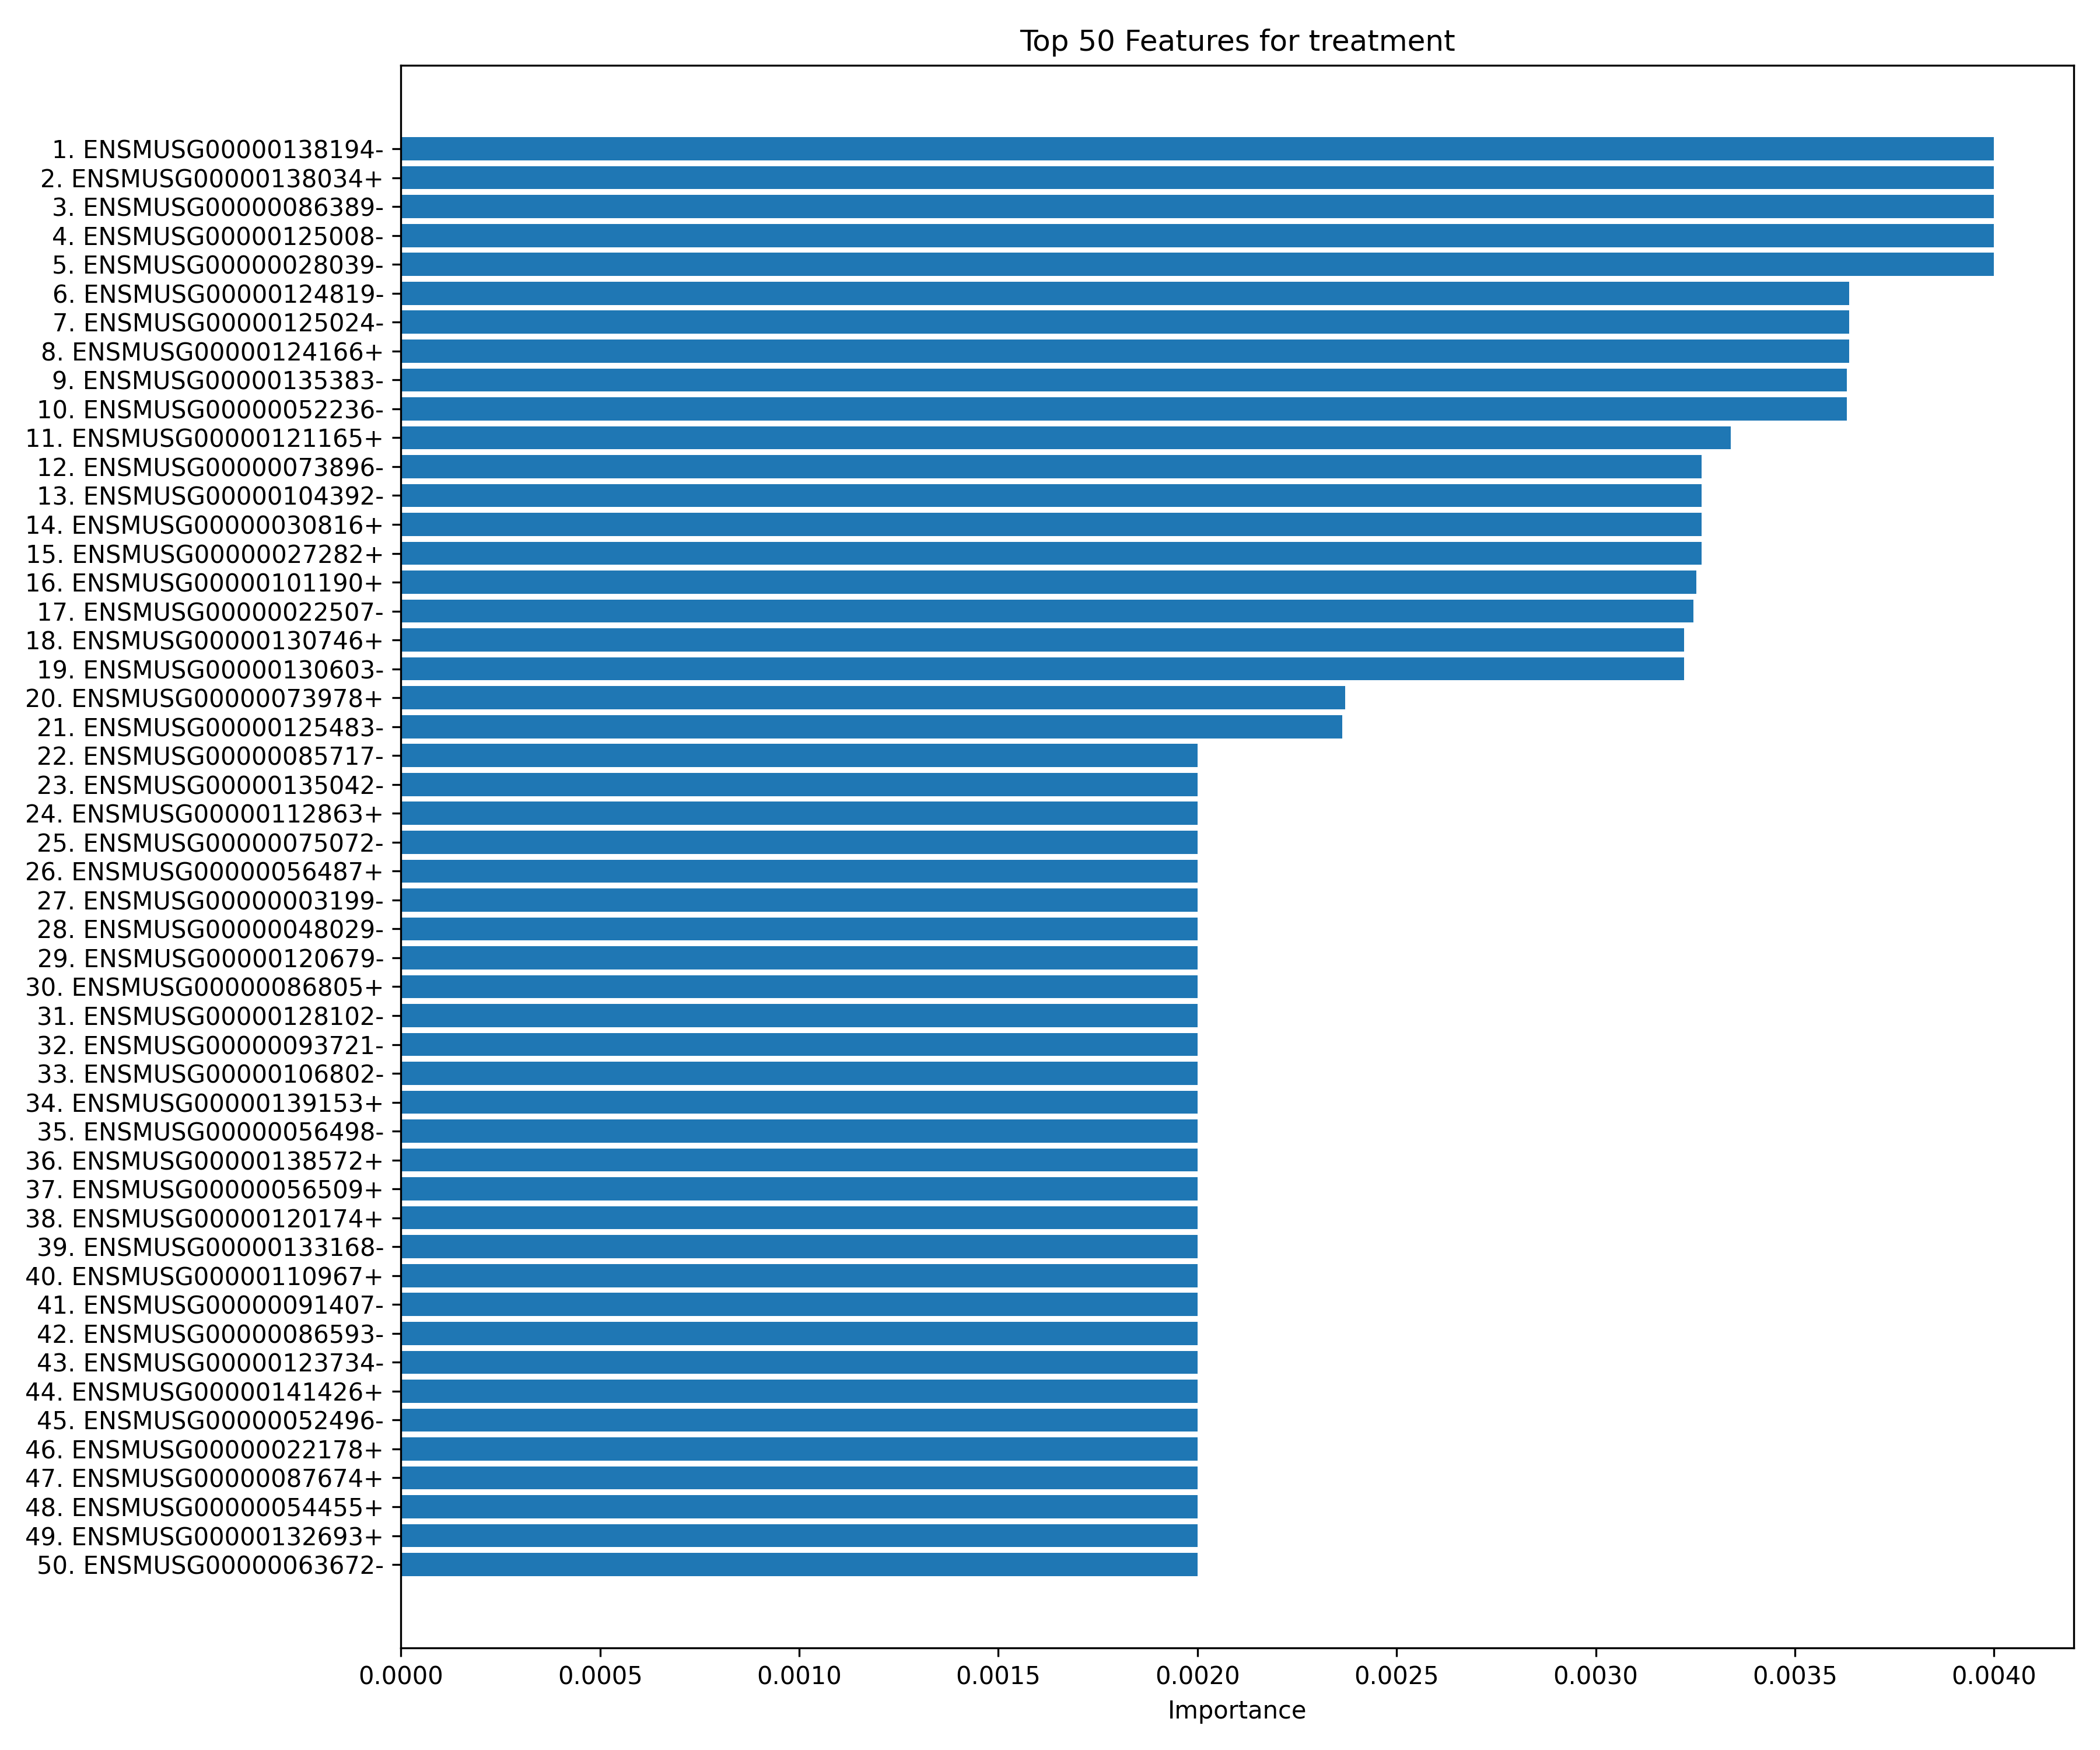 Top 50 Features for treatment
1. ENSMUSG00000138194-
2. ENSMUSG00000138034+
3. ENSMUSG00000086389-
4. ENSMUSG00000125008-
5. ENSMUSG00000028039-
6. ENSMUSG00000124819-
7. ENSMUSG00000125024-
8. ENSMUSG00000124166+
9. ENSMUSG00000135383-
10. ENSMUSG00000052236-
11. ENSMUSG00000121165+
12. ENSMUSG00000073896-
13. ENSMUSG00000104392-
14. ENSMUSG00000030816+
15. ENSMUSG00000027282+
16. ENSMUSG00000101190+
17. ENSMUSG00000022507-
18. ENSMUSG00000130746+
19. ENSMUSG00000130603-
20. ENSMUSG00000073978+
21. ENSMUSG00000125483-
22. ENSMUSG00000085717-
23. ENSMUSG00000135042-
24. ENSMUSG00000112863+
25. ENSMUSG00000075072-
26. ENSMUSG00000056487+
27. ENSMUSG00000003199-
28. ENSMUSG00000048029-
29. ENSMUSG00000120679-
30. ENSMUSG00000086805+
31. ENSMUSG00000128102-
32. ENSMUSG00000093721-
33. ENSMUSG00000106802-
34. ENSMUSG00000139153+
35. ENSMUSG00000056498-
36. ENSMUSG00000138572+
37. ENSMUSG00000056509+
38. ENSMUSG00000120174+
39. ENSMUSG00000133168-
40. ENSMUSG00000110967+
41. ENSMUSG00000091407-
42. ENSMUSG00000086593-
43. ENSMUSG00000123734-
44. ENSMUSG00000141426+
45. ENSMUSG00000052496-
46. ENSMUSG00000022178+
47. ENSMUSG00000087674+
48. ENSMUSG00000054455+
49. ENSMUSG00000132693+
50. ENSMUSG00000063672-
0.0000 0.0005 0.0010 0.0015 0.0020 0.0025 0.0030 0.0035 0.0040
Importance